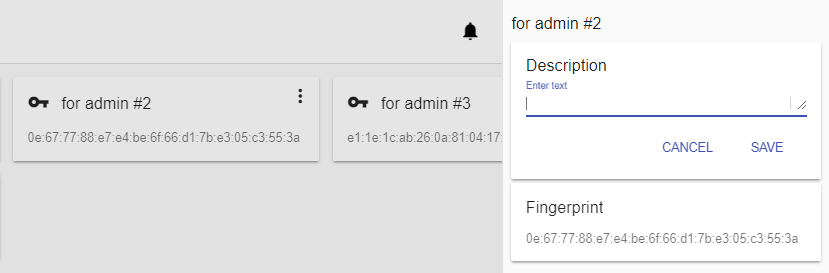 for admin #2
0e:67:77:88:e7:e4:be:6f:66:d1:7b:e3:05:c3:55:3a
for admin #3
e1:1e:1c:ab:26:0a:81:04:17:
for admin #2
Description
Enter text
CANCEL SAVE
Fingerprint
0e:67:77:88:e7:e4:be:6f:66:d1:7b:e3:05:c3:55:3a